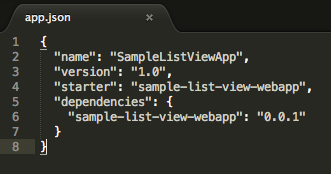 app.json ×
1 {
2 "name": "SampleListViewApp",
3 "version": "1.0",
4 "starter": "sample-list-view-webapp",
5 "dependencies": {
6 "sample-list-view-webapp": "0.0.1"
7 }
8 }